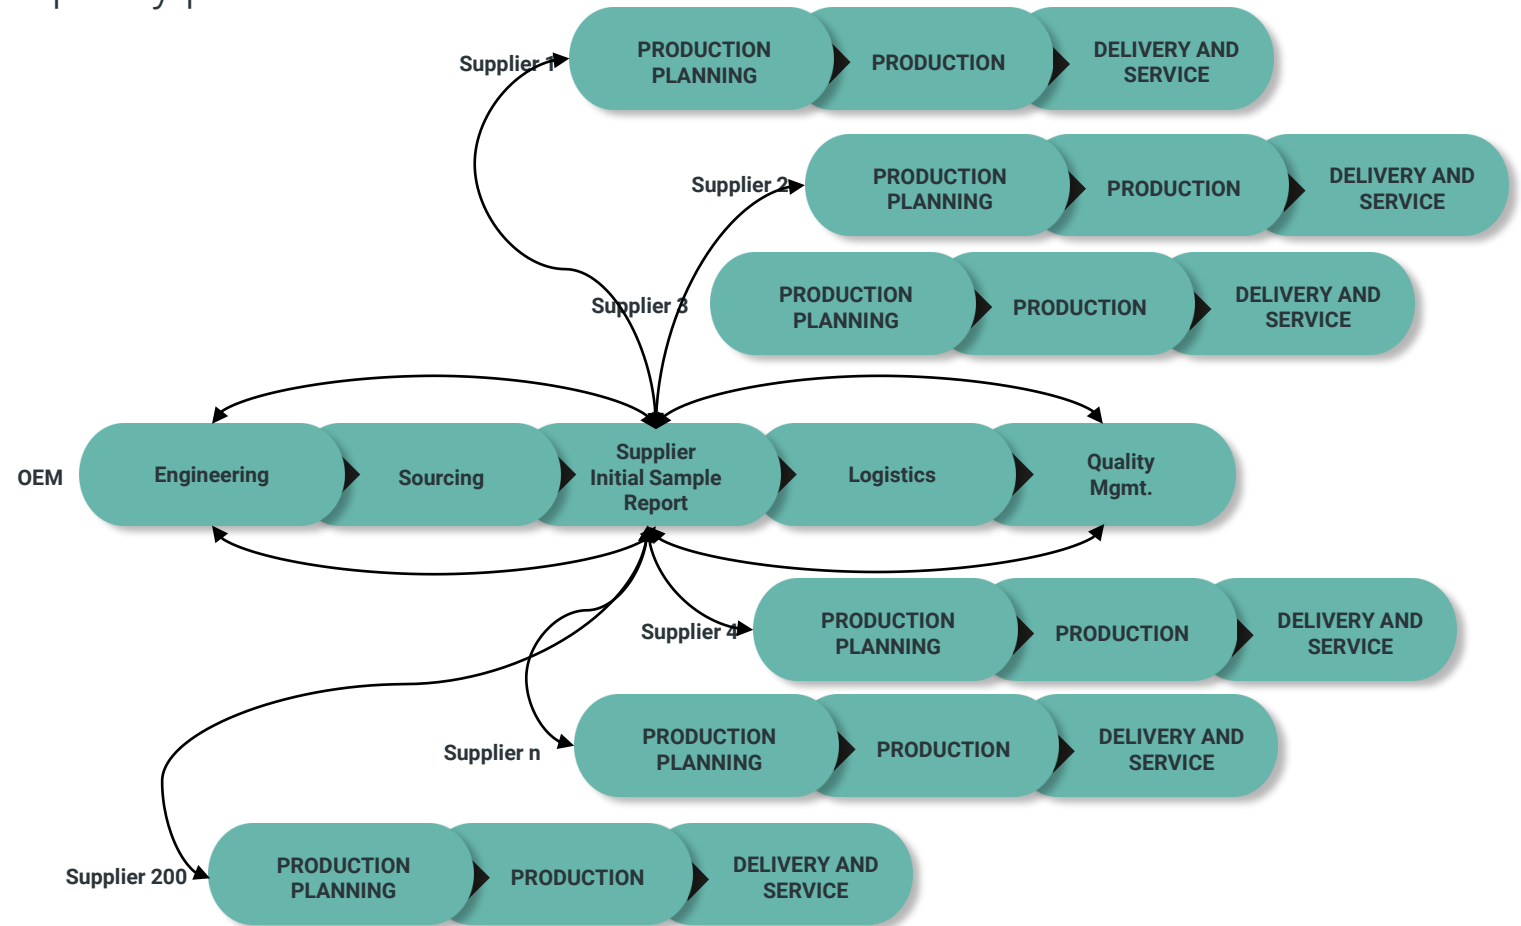 Supplier 1
PRODUCTION
PLANNING
PRODUCTION
DELIVERY AND
SERVICE
Supplier 2
PRODUCTION
PLANNING
PRODUCTION
DELIVERY AND
SERVICE
Supplier 3
PRODUCTION
PLANNING
PRODUCTION
DELIVERY AND
SERVICE
OEM
Engineering
Sourcing
Supplier
Initial Sample
Report
Logistics
Quality
Mgmt.
Supplier 4
PRODUCTION
PLANNING
PRODUCTION
DELIVERY AND
SERVICE
Supplier n
PRODUCTION
PLANNING
PRODUCTION
DELIVERY AND
SERVICE
Supplier 200
PRODUCTION
PLANNING
PRODUCTION
DELIVERY AND
SERVICE